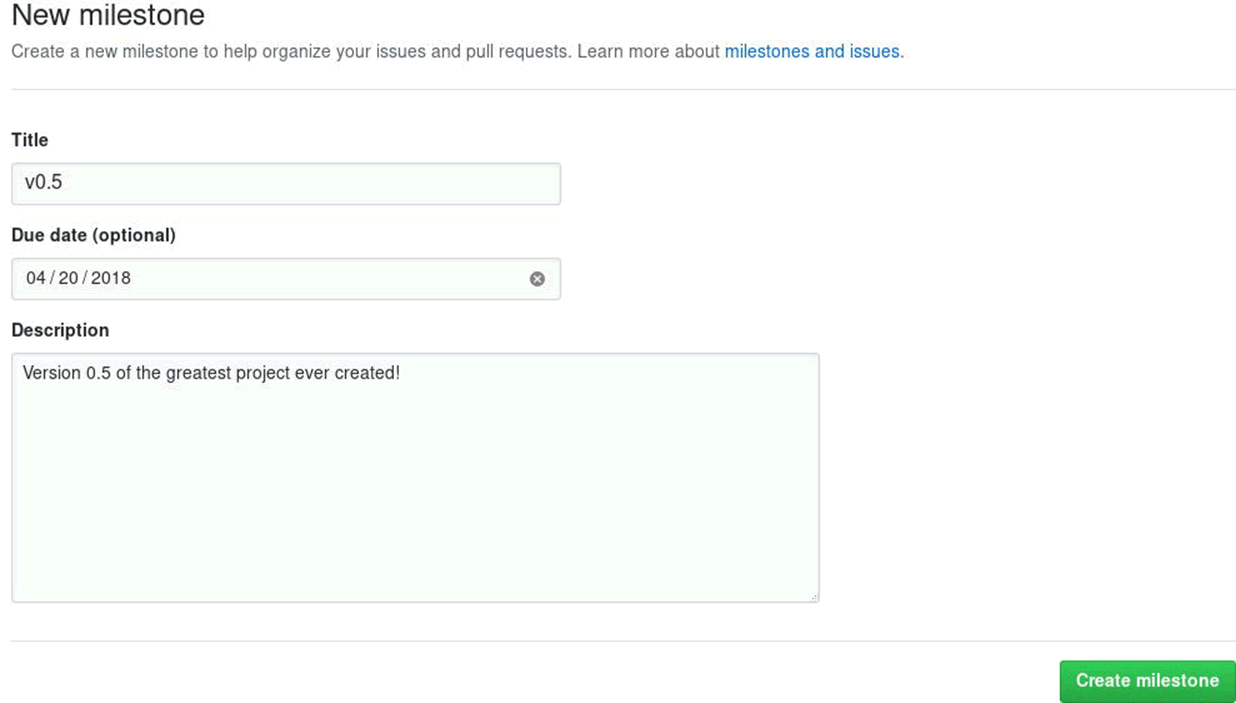 New milestone
Create a new milestone to help organize your issues and pull requests. Learn more about milestones and issues.
Title
v0.5
Due date (optional)
04 / 20 / 2018
Description
Version 0.5 of the greatest project ever created!
Create milestone